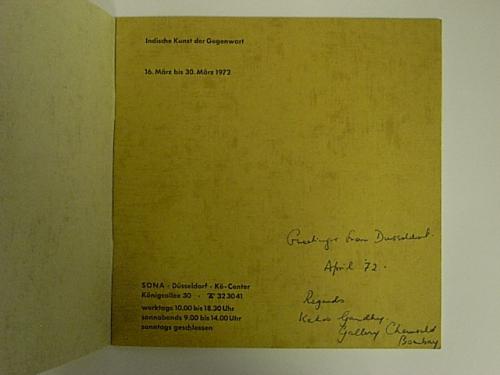 Indische Kunst der Gegenwart
16. März bis 30. März 1972
Greetings from Düsseldorf.
April '72.
SONA · Düsseldorf · Kö-Center
Königsallee 30 · ☎ 32 30 41
werktags 10.00 bis 18.30 Uhr
sonnabends 9.00 bis 14.00 Uhr
sonntags geschlossen
Regards
Kekoo Gandhy.
Gallery Chemould
Bombay